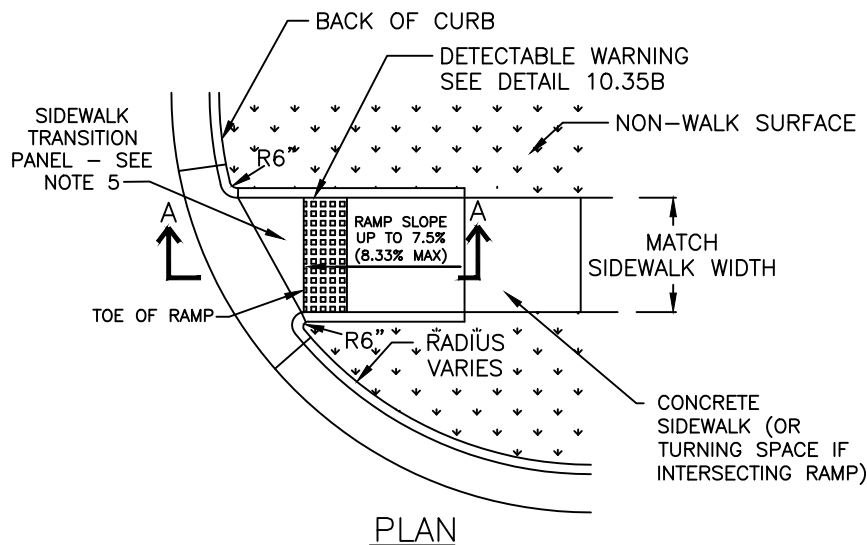 BACK OF CURB
DETECTABLE WARNING
SEE DETAIL 10.35B
SIDEWALK
TRANSITION
PANEL – SEE
NOTE 5
R6"
NON–WALK SURFACE
A
RAMP SLOPE
UP TO 7.5%
(8.33% MAX)
A
MATCH
SIDEWALK WIDTH
TOE OF RAMP
R6"
RADIUS
VARIES
CONCRETE
SIDEWALK (OR
TURNING SPACE IF
INTERSECTING RAMP)
PLAN